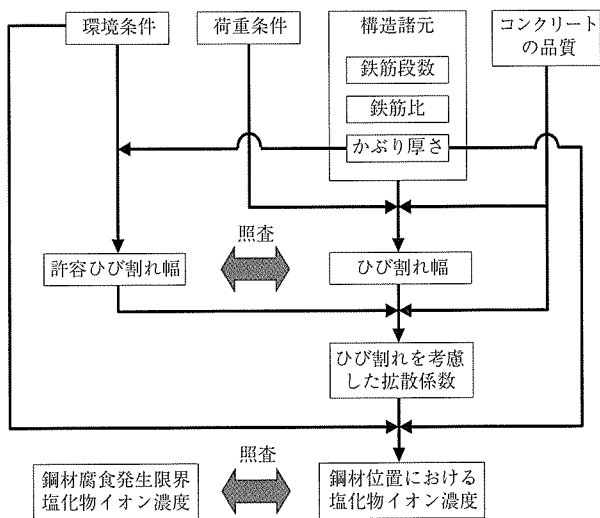 環境条件
荷重条件
構造諸元
コンクリート
の品質
鉄筋段数
鉄筋比
かぶり厚さ
照査
許容ひび割れ幅
ひび割れ幅
ひび割れを考慮
した拡散係数
照査
鋼材腐食発生限界
塩化物イオン濃度
鋼材位置における
塩化物イオン濃度